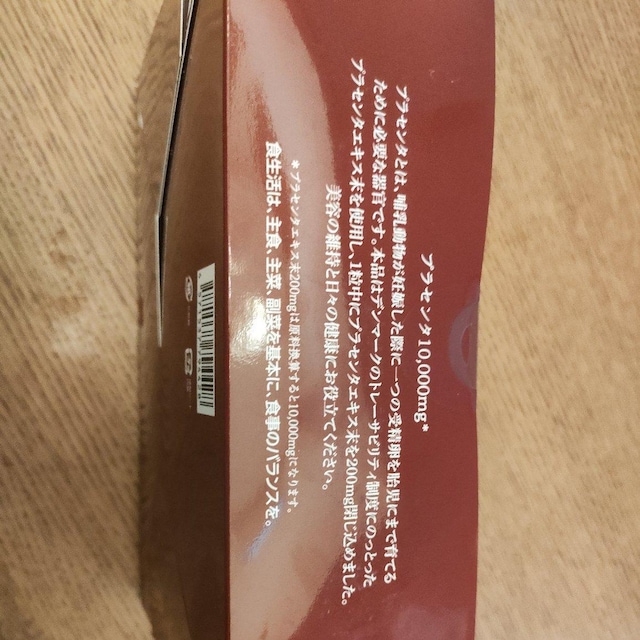 プラセンタ10,000mg*
プラセンタとは、哺乳動物が妊娠した際に一つの受精卵を胎児にまで育てる
ために必要な器官です。本品はデンマークのトレーサビリティ制度にのっとった
プラセンタエキス末を使用し、1粒中にプラセンタエキス末を200mg閉じ込めました。
美容の維持と日々の健康にお役立てください。
*プラセンタエキス末200mgは原料換算すると10,000mgになります。
食生活は、主食、主菜、副菜を基本に、食事のバランスを。